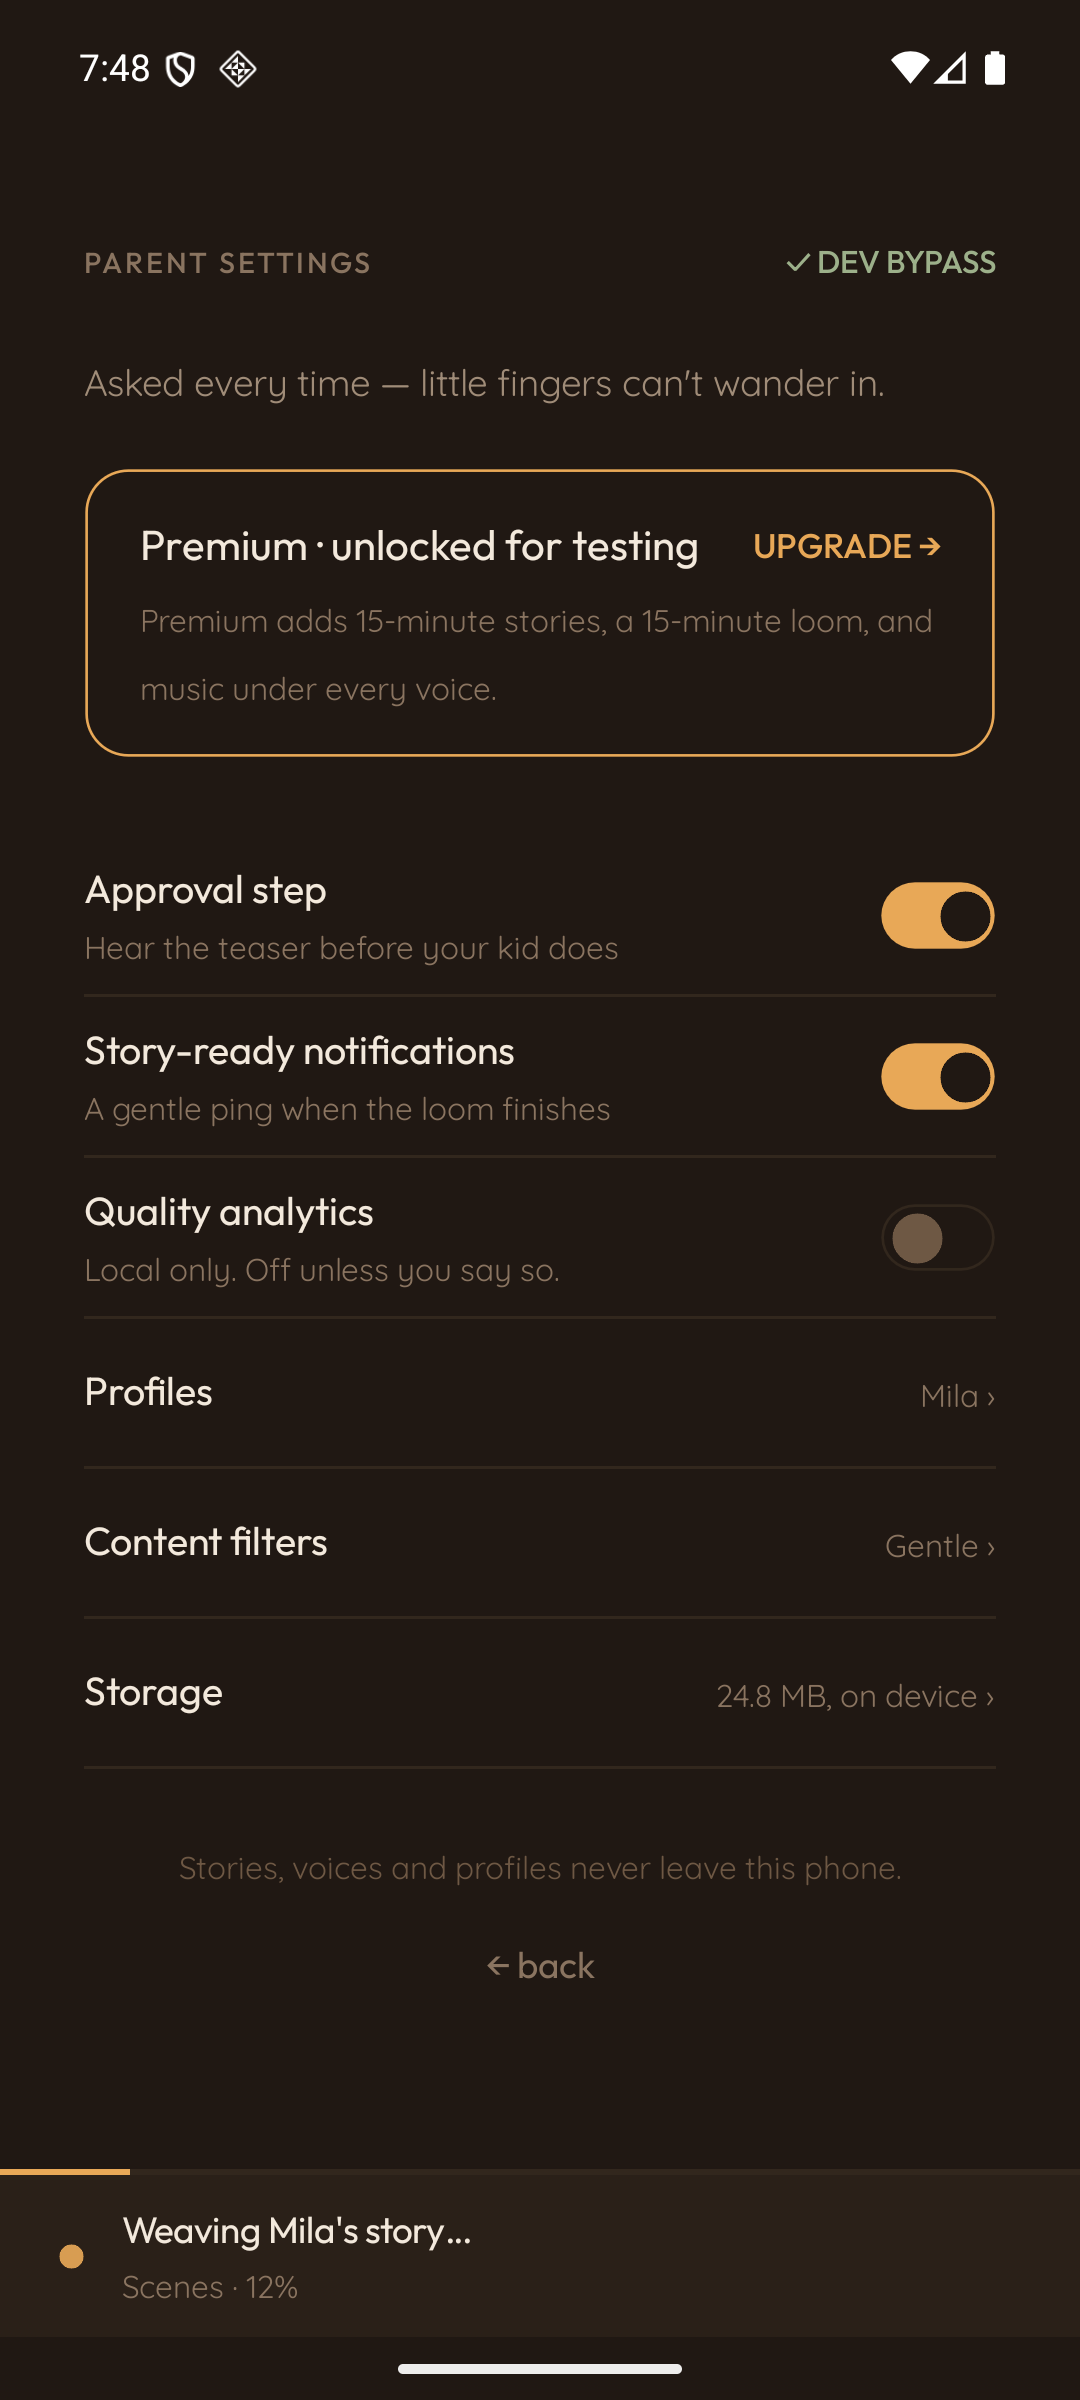 7:48
PARENT SETTINGS
✓ DEV BYPASS
Asked every time — little fingers can't wander in.
Premium · unlocked for testing
UPGRADE →
Premium adds 15-minute stories, a 15-minute loom, and
music under every voice.
Approval step
Hear the teaser before your kid does
Story-ready notifications
A gentle ping when the loom finishes
Quality analytics
Local only. Off unless you say so.
Profiles
Mila ›
Content filters
Gentle ›
Storage
24.8 MB, on device ›
Stories, voices and profiles never leave this phone.
← back
Weaving Mila's story...
Scenes · 12%